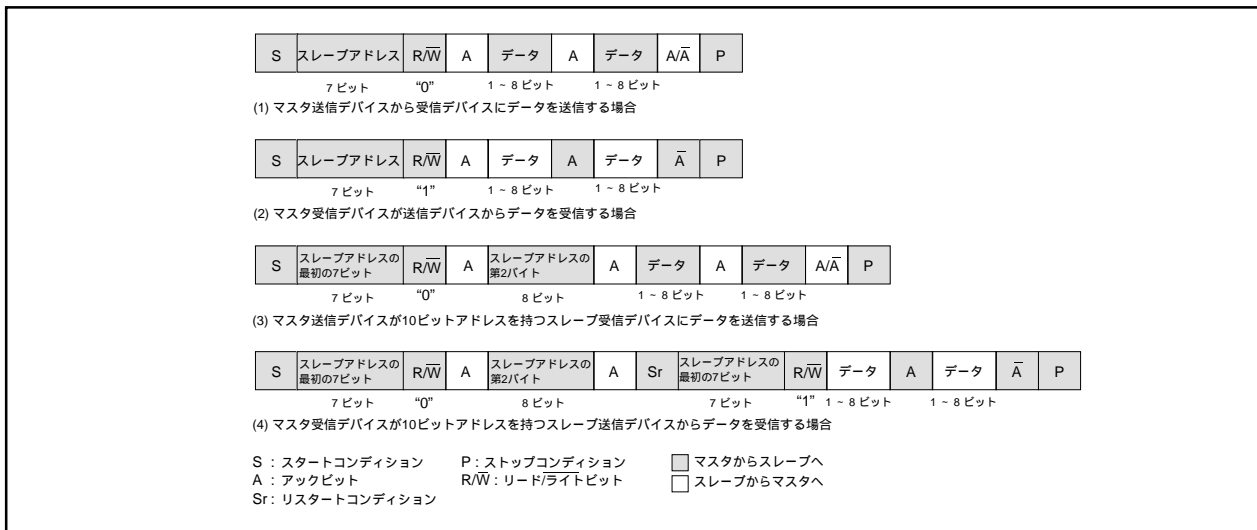 S スレーブアドレス R/W̅ A データ A データ A/A̅ P
7 ビット “0” 1 ~ 8 ビット 1 ~ 8 ビット
(1) マスタ送信デバイスから受信デバイスにデータを送信する場合
S スレーブアドレス R/W̅ A データ A データ A̅ P
7 ビット “1” 1 ~ 8 ビット 1 ~ 8 ビット
(2) マスタ受信デバイスが送信デバイスからデータを受信する場合
S スレーブアドレスの最初の7ビット R/W̅ A スレーブアドレスの第2バイト A データ A データ A/A̅ P
7 ビット “0” 8 ビット 1 ~ 8 ビット 1 ~ 8 ビット
(3) マスタ送信デバイスが10ビットアドレスを持つスレーブ受信デバイスにデータを送信する場合
S スレーブアドレスの最初の7ビット R/W̅ A スレーブアドレスの第2バイト A Sr スレーブアドレスの最初の7ビット R/W̅ データ A データ A̅ P
7 ビット “0” 8 ビット 7 ビット “1” 1 ~ 8 ビット 1 ~ 8 ビット
(4) マスタ受信デバイスが10ビットアドレスを持つスレーブ送信デバイスからデータを受信する場合
S : スタートコンディション P : ストップコンディション マスタからスレーブへ
A : アックビット R/W̅ : リード/ライトビット スレーブからマスタへ
Sr : リスタートコンディション